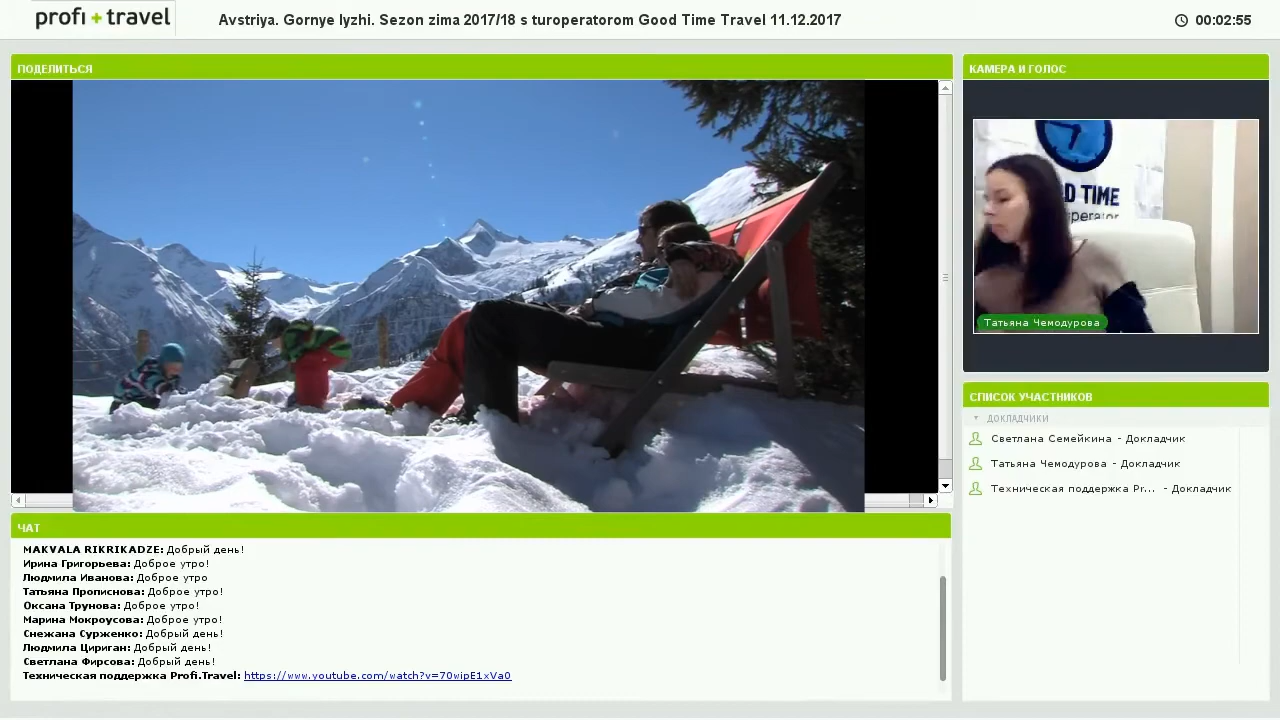 profi + travel
Avstriya. Gornye lyzhi. Sezon zima 2017/18 s turoperatorom Good Time Travel 11.12.2017
00:02:55
ПОДЕЛИТЬСЯ
КАМЕРА И ГОЛОС
D TIME
perator
Татьяна Чемодурова
СПИСОК УЧАСТНИКОВ
ДОКЛАДЧИКИ
Светлана Семейкина - Докладчик
Татьяна Чемодурова - Докладчик
Техническая поддержка Pr... - Докладчик
ЧАТ
MAKVALA RIKRIKADZE: Добрый день!
Ирина Григорьева: Доброе утро!
Людмила Иванова: Доброе утро
Татьяна Прописнова: Доброе утро!
Оксана Трунова: Доброе утро!
Марина Мокроусова: Доброе утро!
Снежана Сурженко: Добрый день!
Людмила Цириган: Добрый день!
Светлана Фирсова: Добрый день!
Техническая поддержка Profi.Travel: https://www.youtube.com/watch?v=70wipE1xVa0